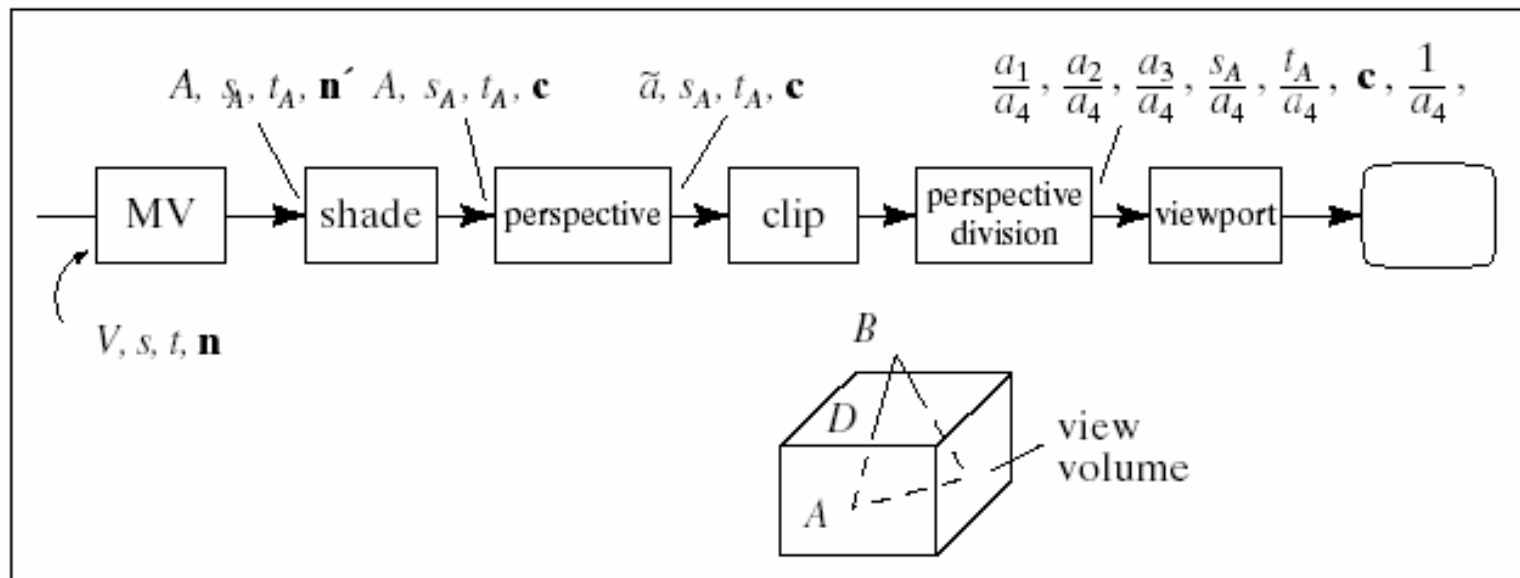 A, s_A, t_A, n´ A, s_A, t_A, c ã, s_A, t_A, c a_1/a_4, a_2/a_4, a_3/a_4, s_A/a_4, t_A/a_4, c, 1/a_4,
MV shade perspective clip perspective division viewport
V, s, t, n
B
D
view
volume
A